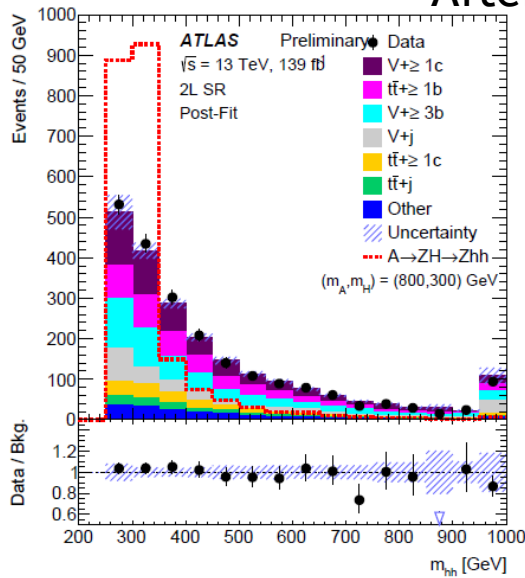 Arte
ATLAS Preliminary
√s = 13 TeV, 139 fb
2L SR
Post-Fit
Data
V+≥ 1c
tt̄+≥ 1b
V+≥ 3b
V+j
tt̄+≥ 1c
tt̄+j
Other
Uncertainty
A→ZH→Zhh
(m_A,m_H) = (800,300) GeV
Events / 50 GeV
1000
900
800
700
600
500
400
300
200
100
0
Data / Bkg.
1.2
1
0.8
0.6
200 300 400 500 600 700 800 900 1000
m_hh [GeV]